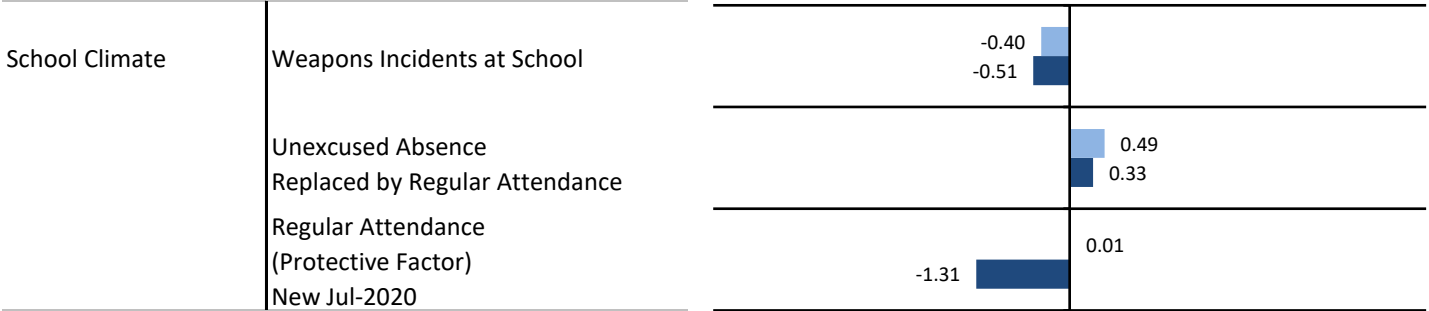 School Climate
Weapons Incidents at School
-0.40
-0.51
Unexcused Absence
Replaced by Regular Attendance
0.49
0.33
Regular Attendance
(Protective Factor)
New Jul-2020
0.01
-1.31